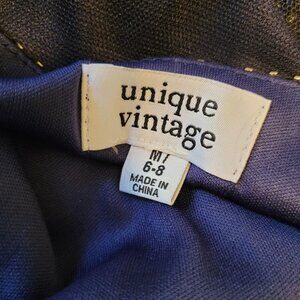 unique
vintage
M/
6-8
MADE IN
CHINA